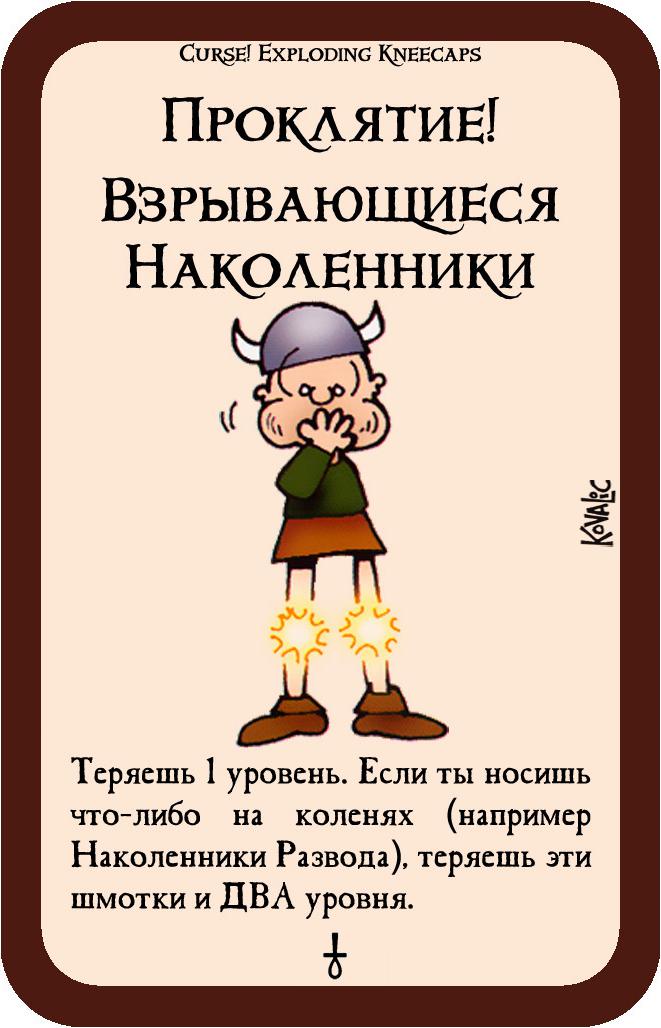 Curse! Exploding Kneecaps
Проклятие!
Взрывающиеся
Наколенники
Kovalic
Теряешь 1 уровень. Если ты носишь
что-либо на коленях (например
Наколенники Развода), теряешь эти
шмотки и ДВА уровня.